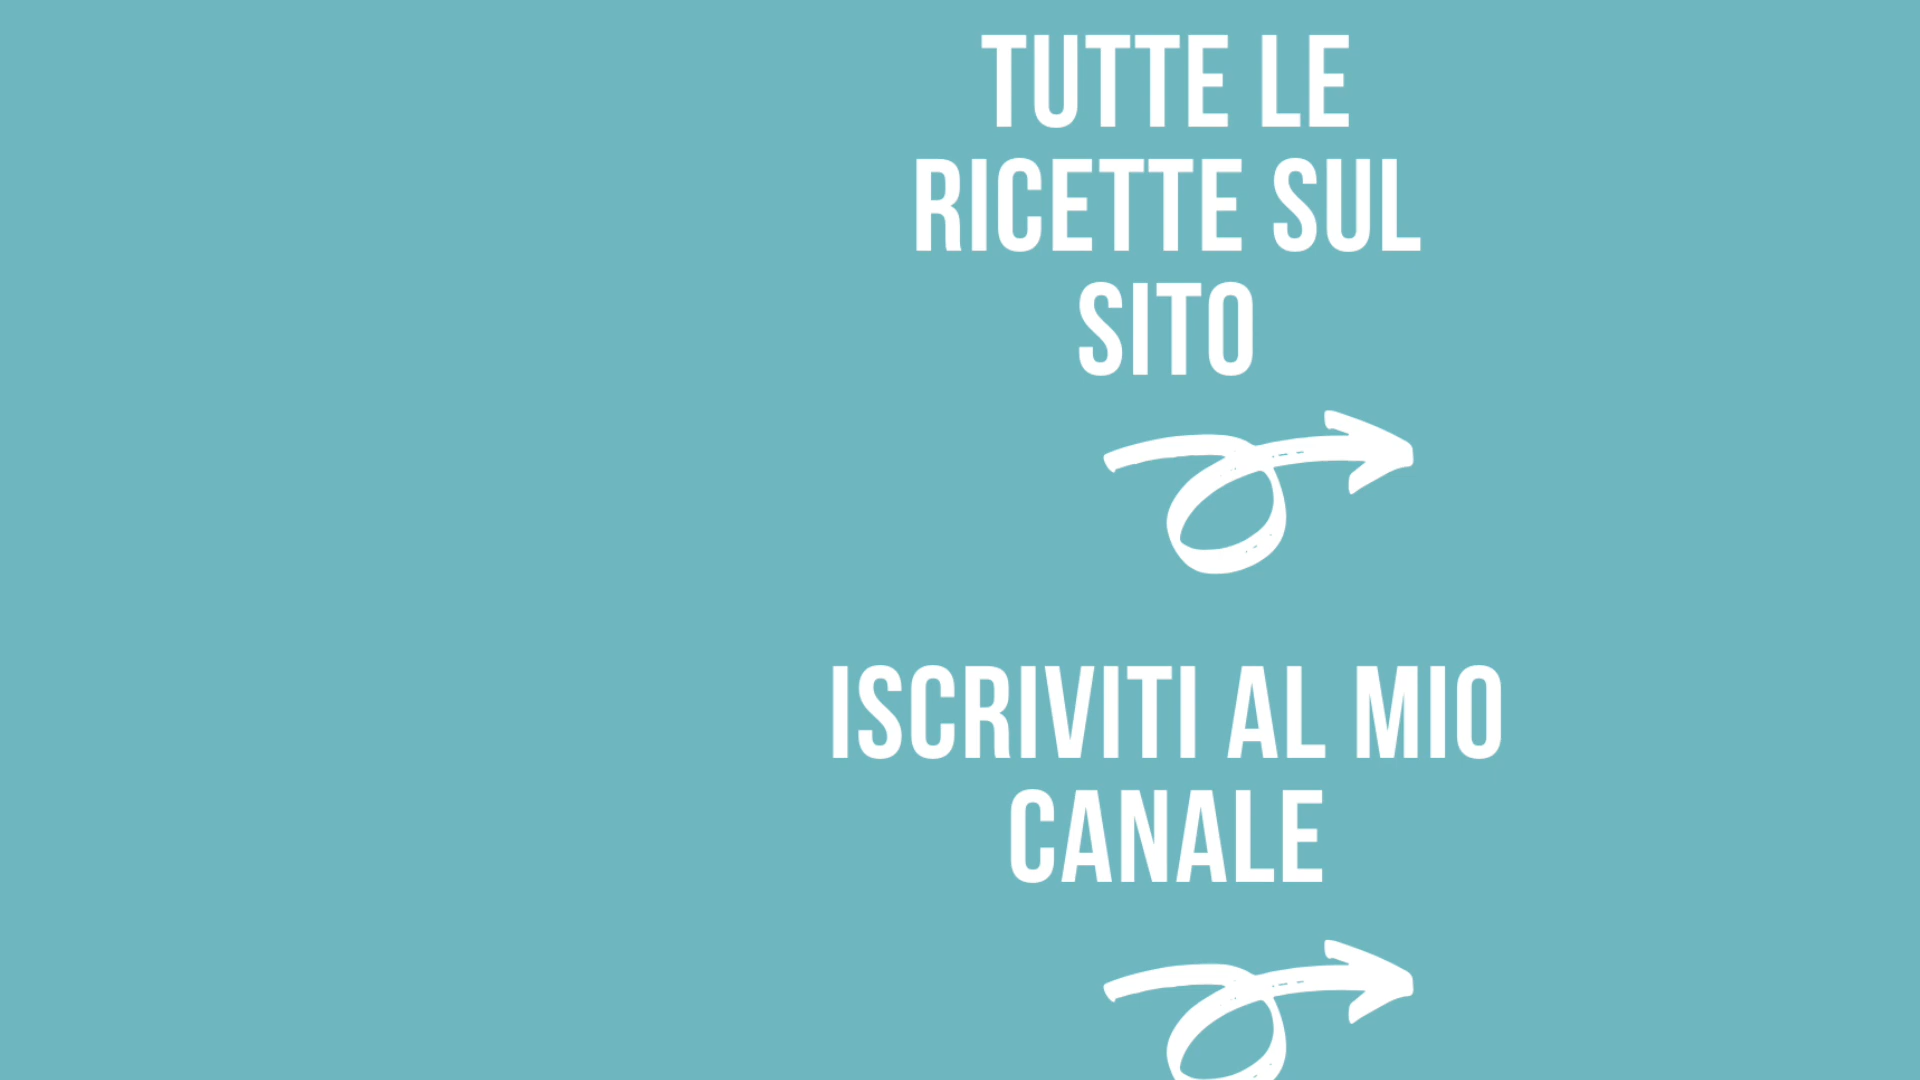 TUTTE LE
RICETTE SUL
SITO
ISCRIVITI AL MIO
CANALE